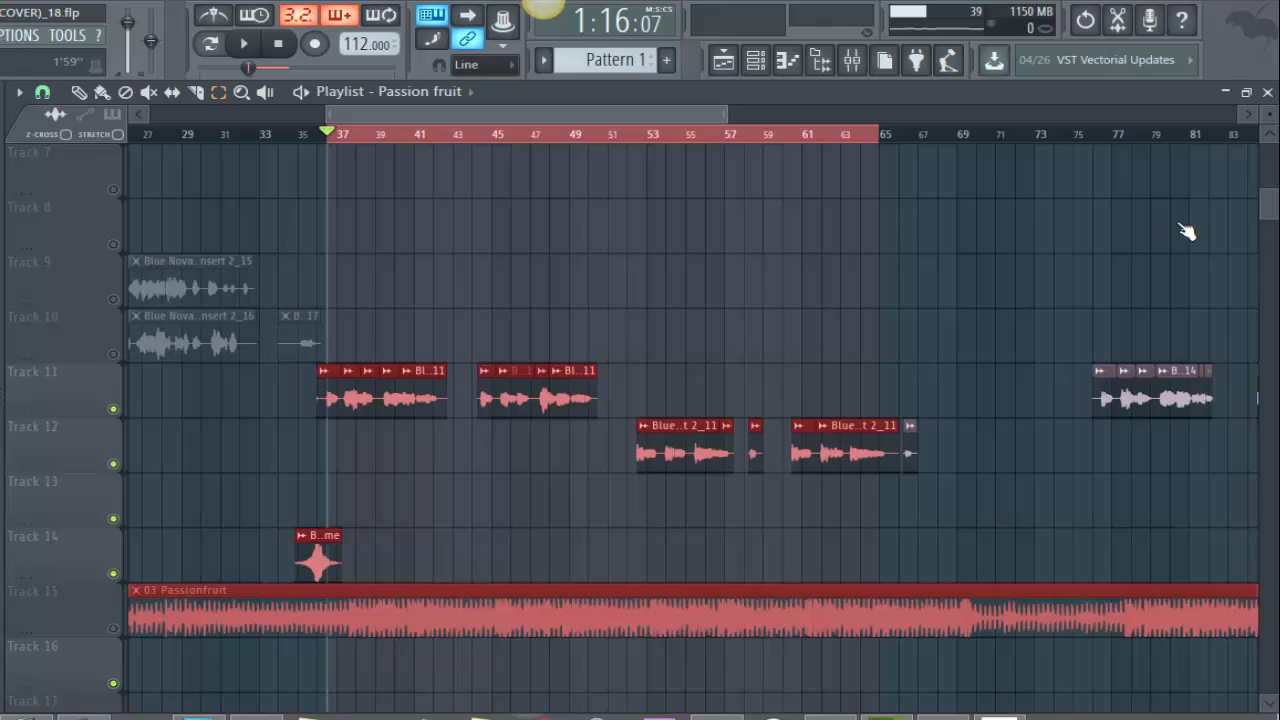 COVER)_18.flp
PTIONS TOOLS ?
1'59"
3.2.
112.000
Line
1:16:07
M:S:CS
Pattern 1
39 1150 MB
0
04/26 VST Vectorial Updates
Playlist - Passion fruit
Z-CROSS STRETCH
27 29 31 33 35 37 39 41 43 45 47 49 51 53 55 57 59 61 63 65 67 69 71 73 75 77 79 81 83
Track 7
Track 8
Track 9
Blue Nova..nsert 2_15
Track 10
Blue Nova..nsert 2_16 B..17
Track 11
Bl..11 B..1 Bl..11 B..14
Track 12
Blue..t 2_11 Blue..t 2_11
Track 13
Track 14
B..me
Track 15
03 Passionfruit
Track 16
Track 17